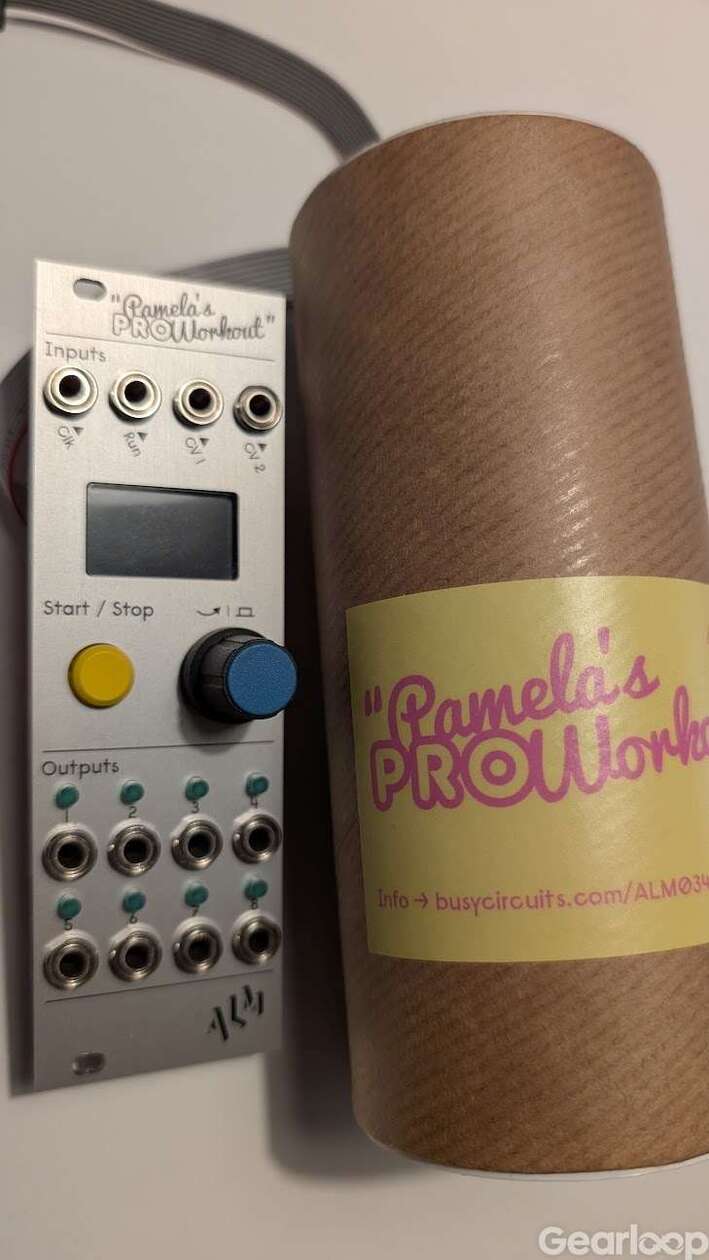 "Pamela's
PROWorkout"
Inputs
Clk
Run
CV 1
CV 2
Start / Stop
Outputs
1
2
3
4
5
6
7
8
ALM
"Pamela's
PROWorko
Info → busycircuits.com/ALM034
Gearloop